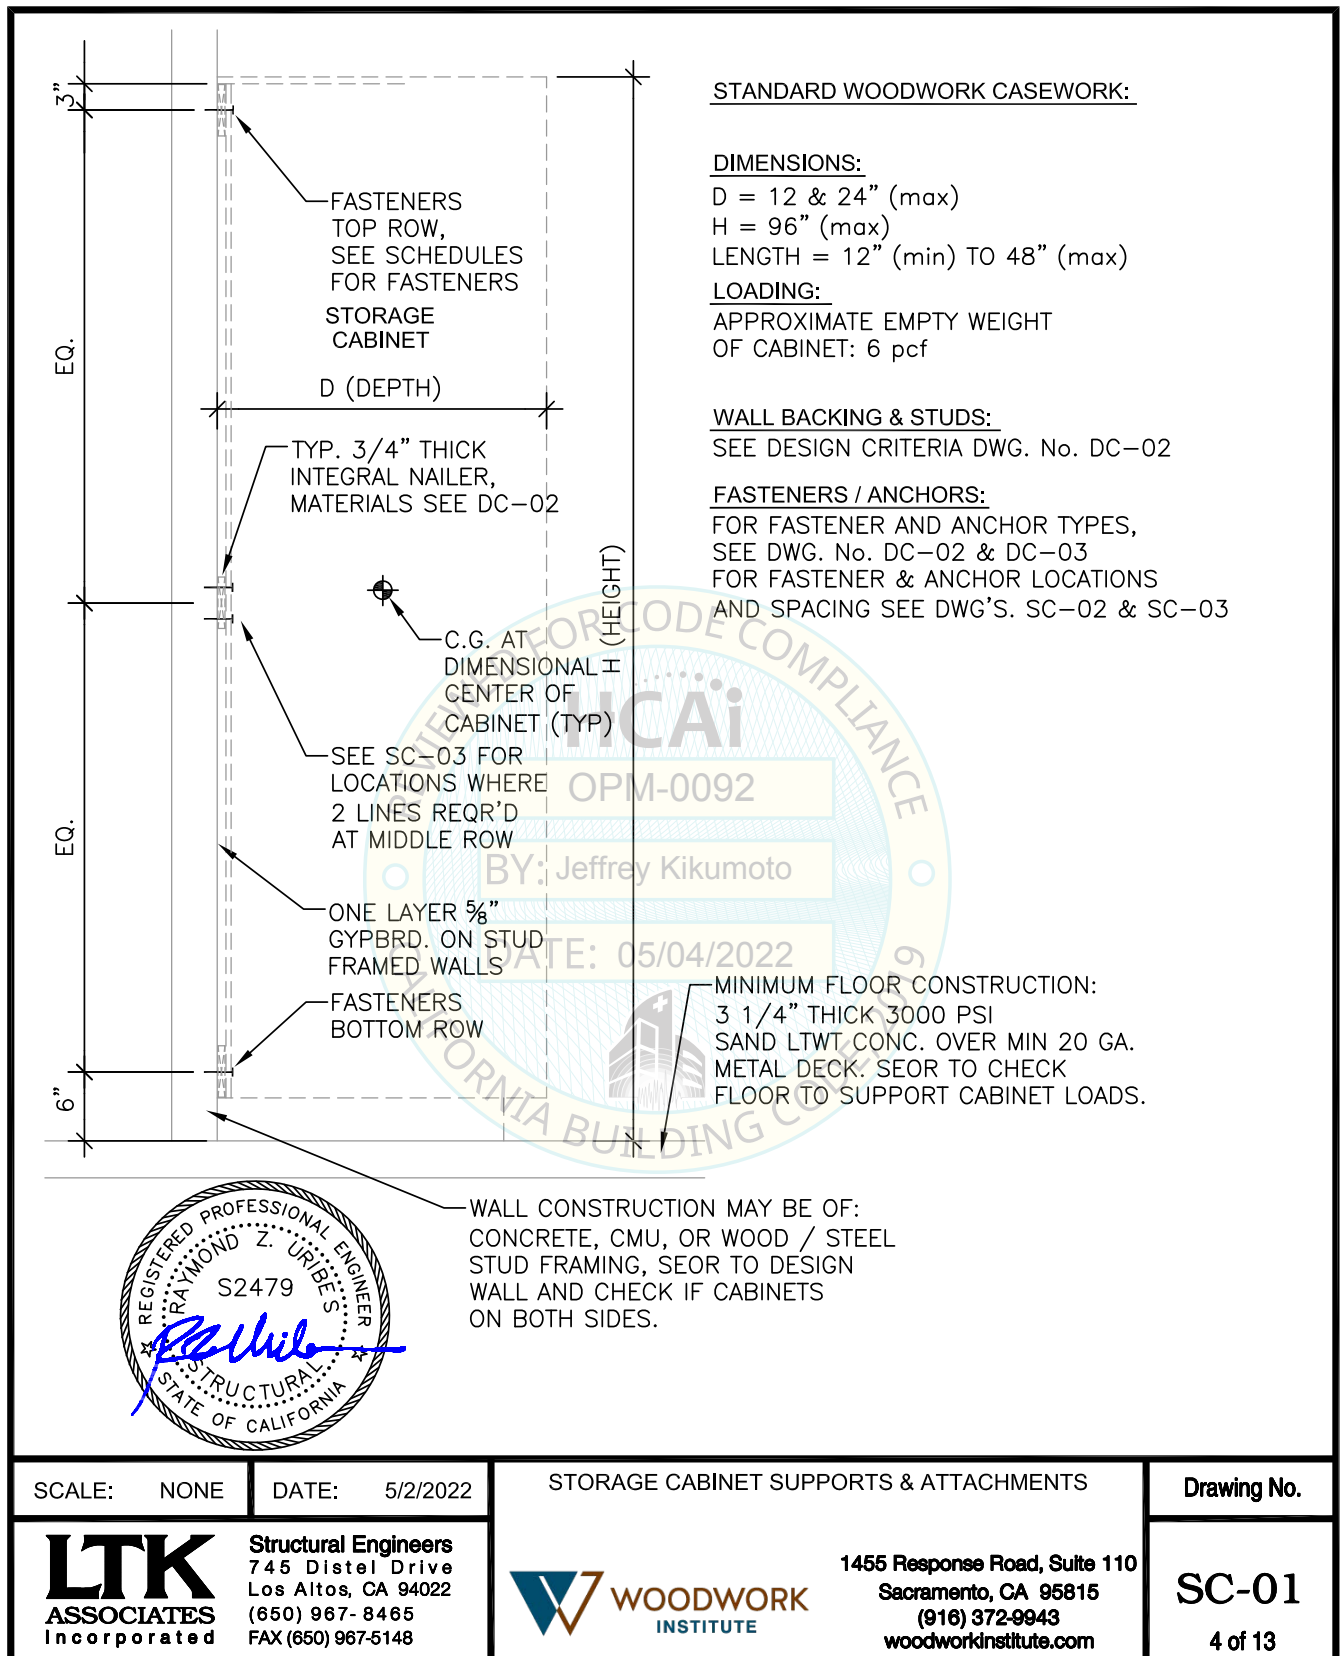 3"
EQ.
EQ.
6"
FASTENERS
TOP ROW,
SEE SCHEDULES
FOR FASTENERS
STORAGE
CABINET
D (DEPTH)
TYP. 3/4" THICK
INTEGRAL NAILER,
MATERIALS SEE DC-02
H (HEIGHT)
C.G. AT
DIMENSIONAL
CENTER OF
CABINET (TYP)
SEE SC-03 FOR
LOCATIONS WHERE
2 LINES REQR'D
AT MIDDLE ROW
ONE LAYER 5/8"
GYPBRD. ON STUD
FRAMED WALLS
FASTENERS
BOTTOM ROW
STANDARD WOODWORK CASEWORK:
DIMENSIONS:
D = 12 & 24" (max)
H = 96" (max)
LENGTH = 12" (min) TO 48" (max)
LOADING:
APPROXIMATE EMPTY WEIGHT
OF CABINET: 6 pcf
WALL BACKING & STUDS:
SEE DESIGN CRITERIA DWG. No. DC-02
FASTENERS / ANCHORS:
FOR FASTENER AND ANCHOR TYPES,
SEE DWG. No. DC-02 & DC-03
FOR FASTENER & ANCHOR LOCATIONS
AND SPACING SEE DWG'S. SC-02 & SC-03
REVIEWED FOR CODE COMPLIANCE
HCAi
OPM-0092
BY: Jeffrey Kikumoto
DATE: 05/04/2022
CALIFORNIA BUILDING CODE 2019
MINIMUM FLOOR CONSTRUCTION:
3 1/4" THICK 3000 PSI
SAND LTWT CONC. OVER MIN 20 GA.
METAL DECK. SEOR TO CHECK
FLOOR TO SUPPORT CABINET LOADS.
WALL CONSTRUCTION MAY BE OF:
CONCRETE, CMU, OR WOOD / STEEL
STUD FRAMING, SEOR TO DESIGN
WALL AND CHECK IF CABINETS
ON BOTH SIDES.
REGISTERED PROFESSIONAL ENGINEER
RAYMOND Z. URIBE'S
S2479
STRUCTURAL
STATE OF CALIFORNIA
SCALE: NONE
DATE: 5/2/2022
STORAGE CABINET SUPPORTS & ATTACHMENTS
Drawing No.
LTK
ASSOCIATES
Incorporated
Structural Engineers
745 Distel Drive
Los Altos, CA 94022
(650) 967-8465
FAX (650) 967-5148
WOODWORK
INSTITUTE
1455 Response Road, Suite 110
Sacramento, CA 95815
(916) 372-9943
woodworkinstitute.com
SC-01
4 of 13